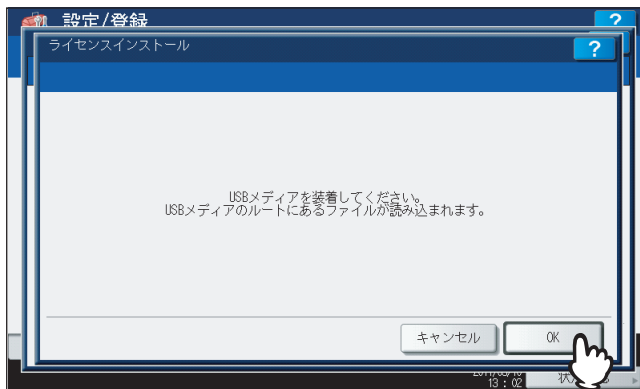 設定/登録
?
ライセンスインストール
?
USBメディアを装着してください。
USBメディアのルートにあるファイルが読み込まれます。
キャンセル
OK
13 : 02